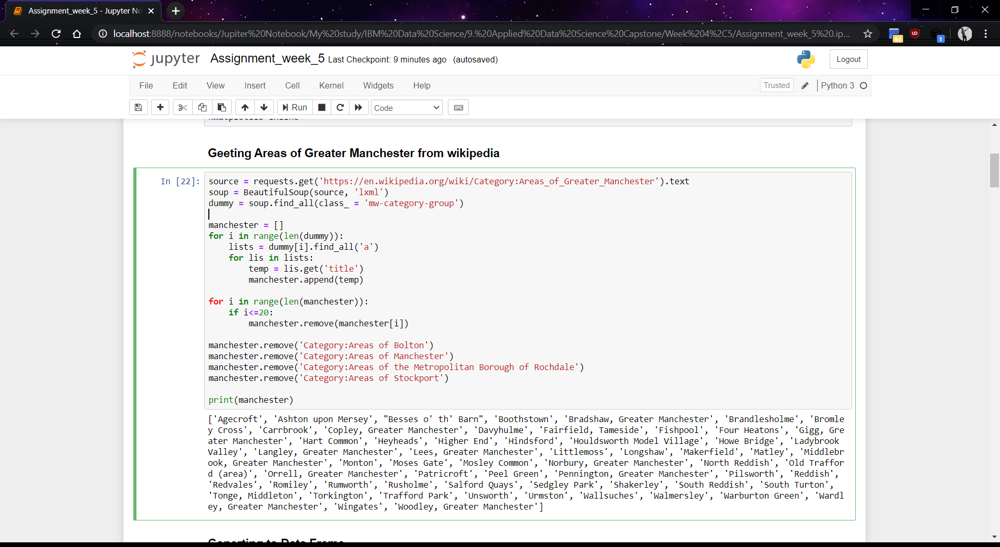 Assignment_week_5 - Jupyter No
localhost:8888/notebooks/Jupiter%20Notebook/My%20study/IBM%20Data%20Science/9.%20Applied%20Data%20Science%20Capstone/Week%204%2C5/Assignment_week_5%20.ip...
4d
UD
1
jupyter Assignment_week_5 Last Checkpoint: 9 minutes ago (autosaved)
Logout
File Edit View Insert Cell Kernel Widgets Help
Trusted Python 3
Run Code
%matplotlib inline
Geeting Areas of Greater Manchester from wikipedia
In [22]: source = requests.get('https://en.wikipedia.org/wiki/Category:Areas_of_Greater_Manchester').text
soup = BeautifulSoup(source, 'lxml')
dummy = soup.find_all(class_ = 'mw-category-group')
manchester = []
for i in range(len(dummy)):
    lists = dummy[i].find_all('a')
    for lis in lists:
        temp = lis.get('title')
        manchester.append(temp)
for i in range(len(manchester)):
    if i<=20:
        manchester.remove(manchester[i])
manchester.remove('Category:Areas of Bolton')
manchester.remove('Category:Areas of Manchester')
manchester.remove('Category:Areas of the Metropolitan Borough of Rochdale')
manchester.remove('Category:Areas of Stockport')
print(manchester)
['Agecroft', 'Ashton upon Mersey', "Besses o' th' Barn", 'Boothstown', 'Bradshaw, Greater Manchester', 'Brandlesholme', 'Bromle
y Cross', 'Carrbrook', 'Copley, Greater Manchester', 'Davyhulme', 'Fairfield, Tameside', 'Fishpool', 'Four Heatons', 'Gigg, Gre
ater Manchester', 'Hart Common', 'Heyheads', 'Higher End', 'Hindsford', 'Houldsworth Model Village', 'Howe Bridge', 'Ladybrook
Valley', 'Langley, Greater Manchester', 'Lees, Greater Manchester', 'Littlemoss', 'Longshaw', 'Makerfield', 'Matley', 'Middlebr
ook, Greater Manchester', 'Monton', 'Moses Gate', 'Mosley Common', 'Norbury, Greater Manchester', 'North Reddish', 'Old Traffor
d (area)', 'Orrell, Greater Manchester', 'Patricroft', 'Peel Green', 'Pennington, Greater Manchester', 'Pilsworth', 'Reddish',
'Redvales', 'Romiley', 'Rumworth', 'Rusholme', 'Salford Quays', 'Sedgley Park', 'Shakerley', 'South Reddish', 'South Turton',
'Tonge, Middleton', 'Torkington', 'Trafford Park', 'Unsworth', 'Urmston', 'Wallsuches', 'Walmersley', 'Warburton Green', 'Wardl
ey, Greater Manchester', 'Wingates', 'Woodley, Greater Manchester']
to Data Frame